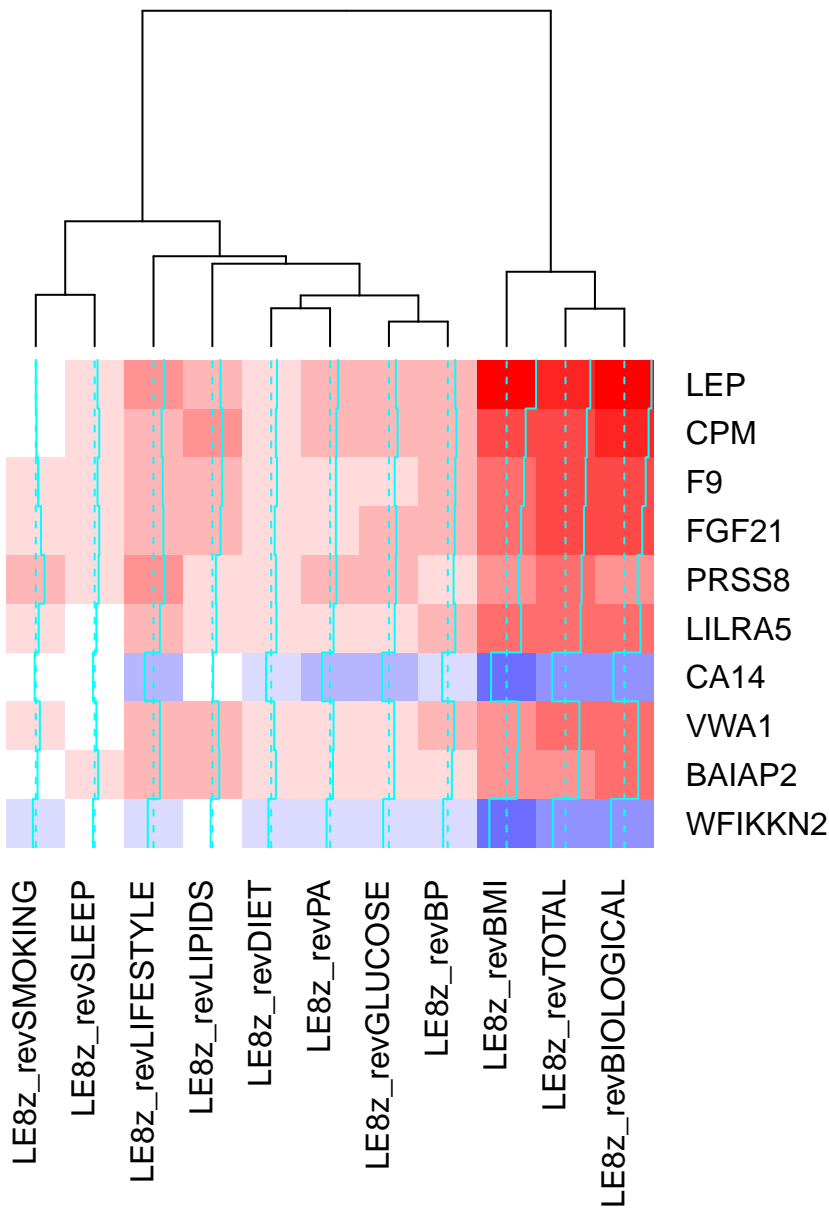 LEP
CPM
F9
FGF21
PRSS8
LILRA5
CA14
VWA1
BAIAP2
WFIKKN2
LE8z_revSMOKING
LE8z_revSLEEP
LE8z_revLIFESTYLE
LE8z_revLIPIDS
LE8z_revDIET
LE8z_revPA
LE8z_revGLUCOSE
LE8z_revBP
LE8z_revBMI
LE8z_revTOTAL
LE8z_revBIOLOGICAL